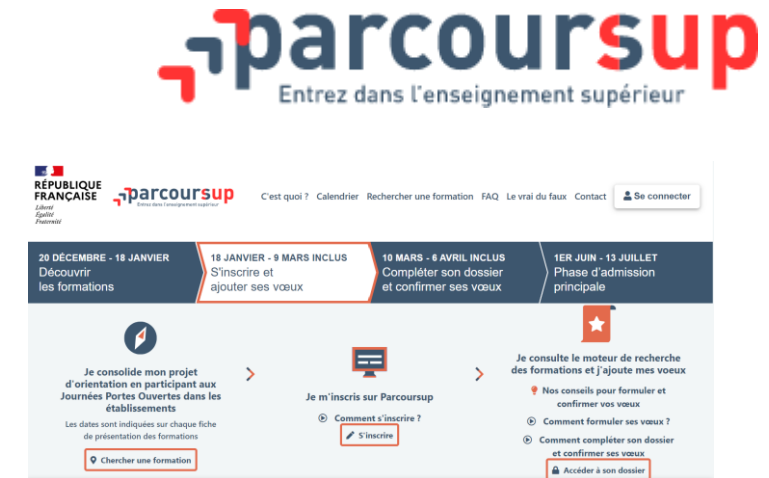 parcoursup
Entrez dans l'enseignement supérieur
RÉPUBLIQUE
FRANÇAISE
Liberté
Égalité
Fraternité
parcoursup
Entrez dans l'enseignement supérieur
C'est quoi ? Calendrier Rechercher une formation FAQ Le vrai du faux Contact Se connecter
20 DÉCEMBRE - 18 JANVIER
Découvrir
les formations
18 JANVIER - 9 MARS INCLUS
S'inscrire et
ajouter ses vœux
10 MARS - 6 AVRIL INCLUS
Compléter son dossier
et confirmer ses vœux
1ER JUIN - 13 JUILLET
Phase d'admission
principale
Je consolide mon projet
d'orientation en participant aux
Journées Portes Ouvertes dans les
établissements
Les dates sont indiquées sur chaque fiche
de présentation des formations
Chercher une formation
Je m'inscris sur Parcoursup
Comment s'inscrire ?
S'inscrire
Je consulte le moteur de recherche
des formations et j'ajoute mes voeux
Nos conseils pour formuler et
confirmer vos vœux
Comment formuler ses vœux ?
Comment compléter son dossier
et confirmer ses vœux
Accéder à son dossier